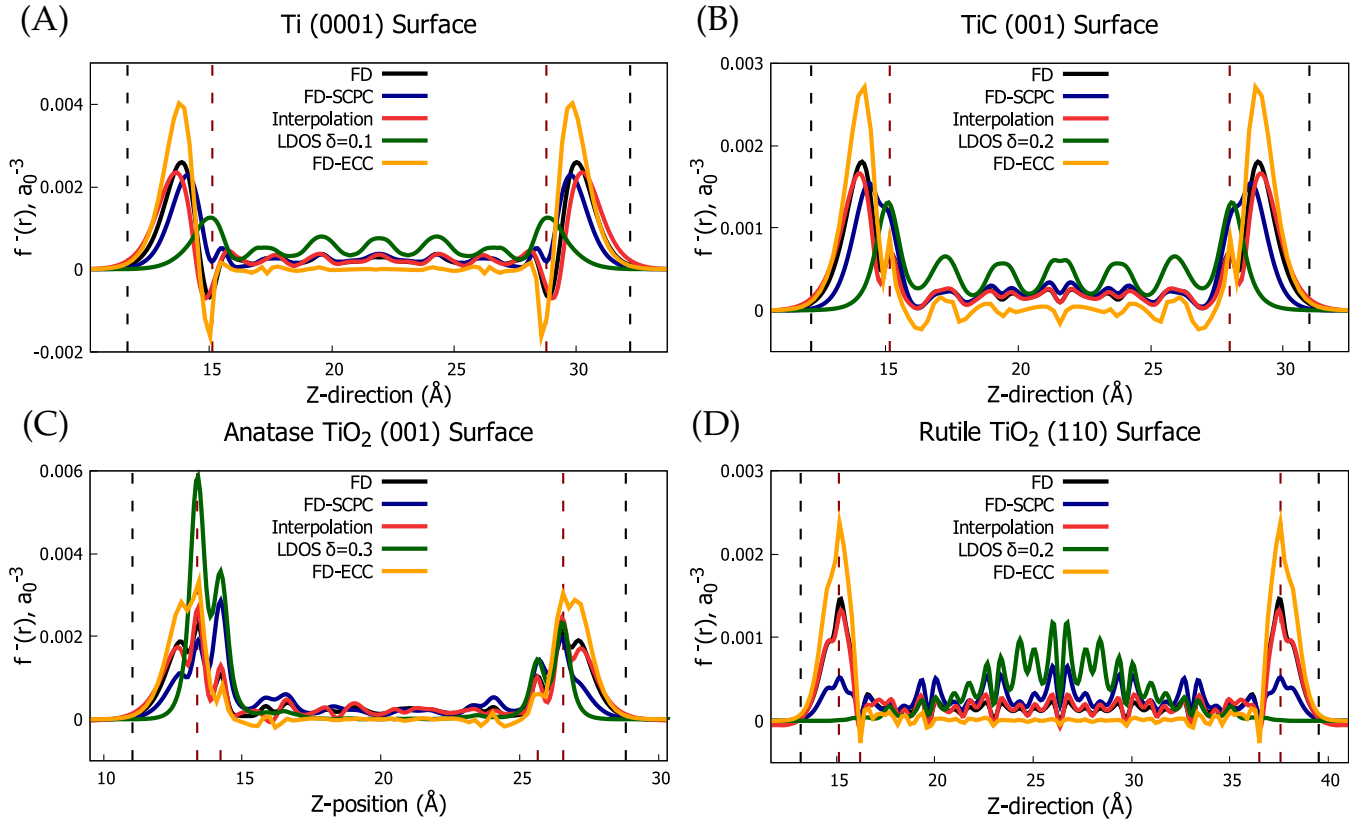 (A)
Ti (0001) Surface
FD
FD-SCPC
Interpolation
LDOS δ=0.1
FD-ECC
0.004
0.002
0
-0.002
f⁻(r), a₀⁻³
15
20
25
30
Z-direction (Å)
(B)
TiC (001) Surface
FD
FD-SCPC
Interpolation
LDOS δ=0.2
FD-ECC
0.003
0.002
0.001
0
f⁻(r), a₀⁻³
15
20
25
30
Z-direction (Å)
(C)
Anatase TiO₂ (001) Surface
FD
FD-SCPC
Interpolation
LDOS δ=0.3
FD-ECC
0.006
0.004
0.002
0
f⁻(r), a₀⁻³
10
15
20
25
30
Z-position (Å)
(D)
Rutile TiO₂ (110) Surface
FD
FD-SCPC
Interpolation
LDOS δ=0.2
FD-ECC
0.003
0.002
0.001
0
f⁻(r), a₀⁻³
15
20
25
30
35
40
Z-direction (Å)